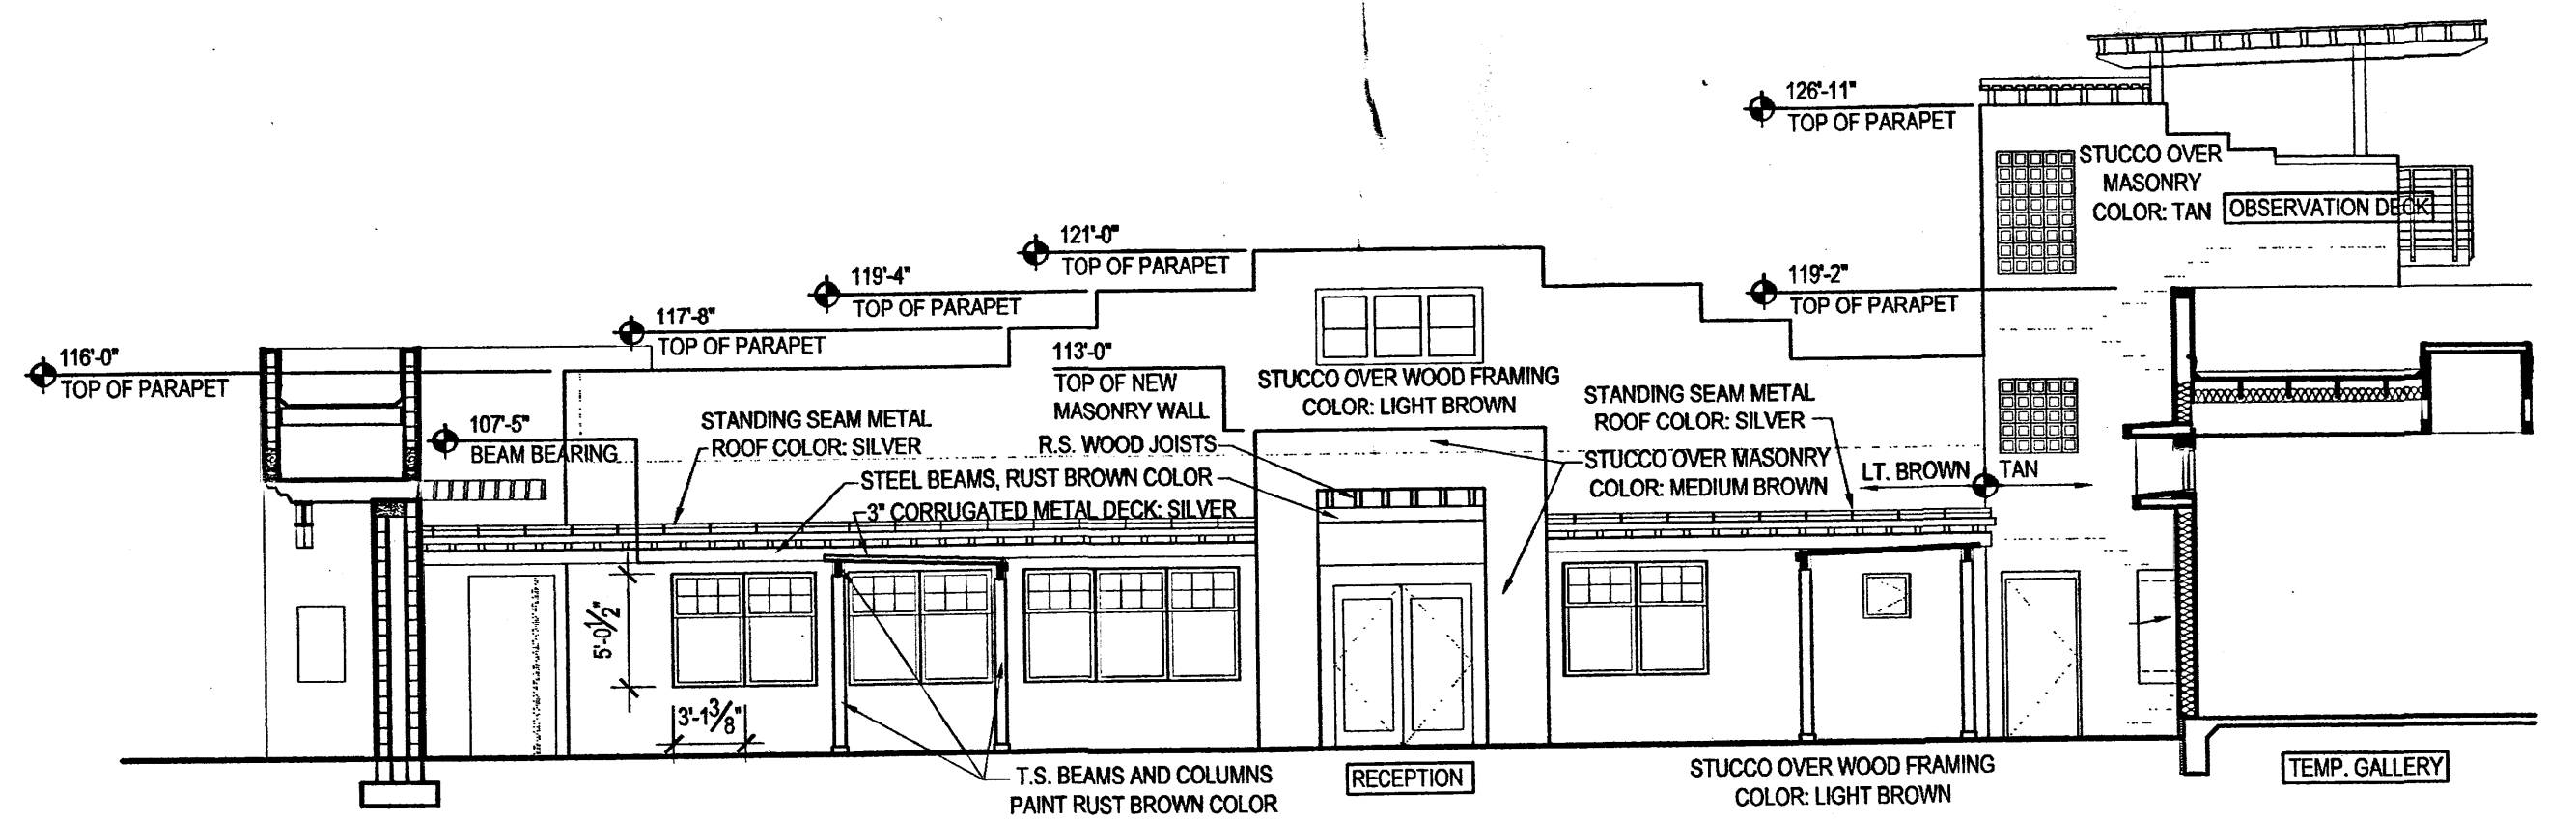 126'-11"
TOP OF PARAPET
STUCCO OVER
MASONRY
COLOR: TAN
OBSERVATION DECK
121'-0"
TOP OF PARAPET
119'-4"
TOP OF PARAPET
119'-2"
TOP OF PARAPET
117'-8"
TOP OF PARAPET
116'-0"
TOP OF PARAPET
113'-0"
TOP OF NEW
MASONRY WALL
STUCCO OVER WOOD FRAMING
COLOR: LIGHT BROWN
STANDING SEAM METAL
ROOF COLOR: SILVER
107'-5"
BEAM BEARING
STANDING SEAM METAL
ROOF COLOR: SILVER
R.S. WOOD JOISTS
STEEL BEAMS, RUST BROWN COLOR
3" CORRUGATED METAL DECK: SILVER
STUCCO OVER MASONRY
COLOR: MEDIUM BROWN
LT. BROWN
TAN
5'-0½"
3'-1⅜"
T.S. BEAMS AND COLUMNS
PAINT RUST BROWN COLOR
RECEPTION
STUCCO OVER WOOD FRAMING
COLOR: LIGHT BROWN
TEMP. GALLERY